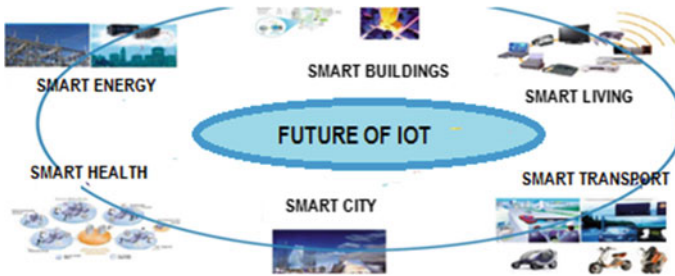 SMART ENERGY
SMART BUILDINGS
SMART LIVING
FUTURE OF IOT
SMART HEALTH
SMART CITY
SMART TRANSPORT